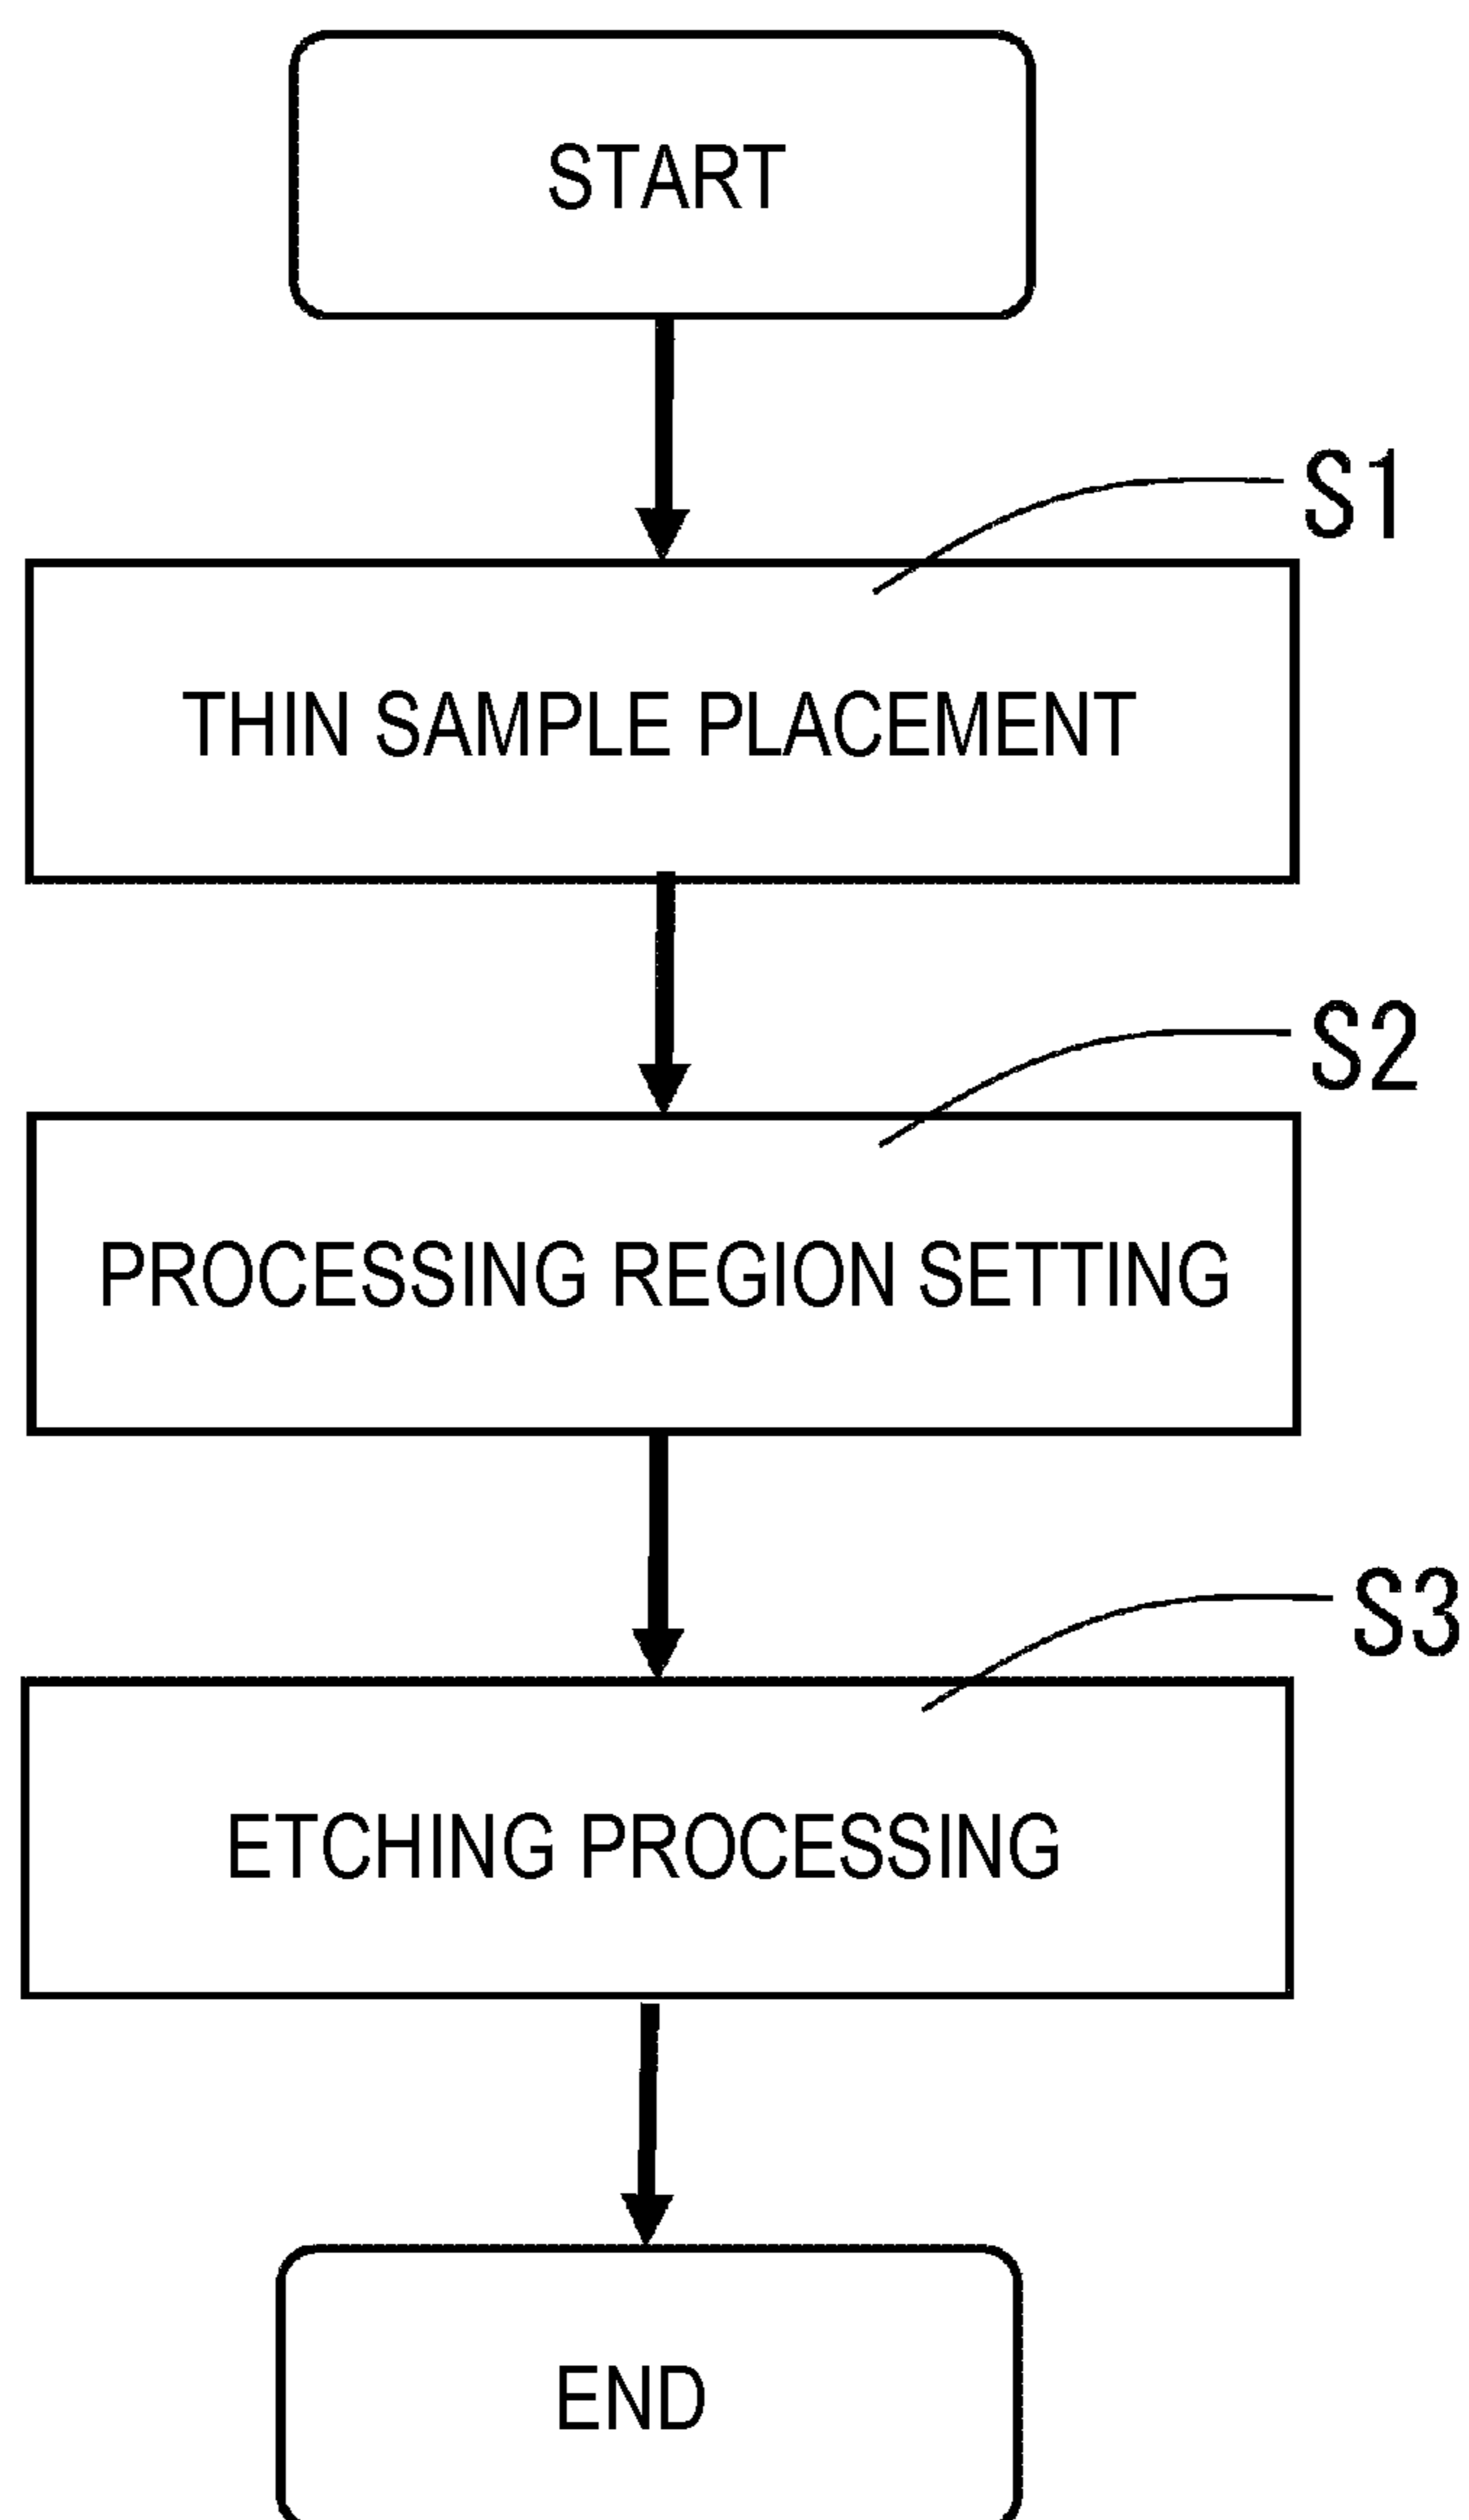 START
S1
THIN SAMPLE PLACEMENT
S2
PROCESSING REGION SETTING
S3
ETCHING PROCESSING
END